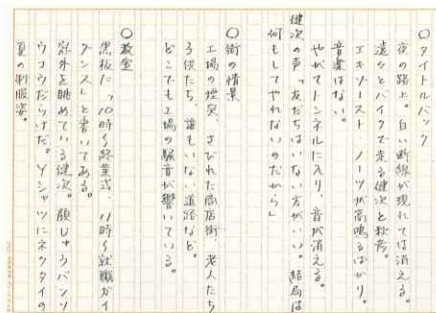 ○タイトルバック
夜の路上。白い断線が現れては消える。
遠々とバイクで走る健次と秋彦。
エキゾースト・ノーツが高鳴るばかり。
音楽はない。
やがてトンネルに入り、音が消える。
健次の声「友だちはいない方がいい。結局は
何もしてやれないのだから」
○街の情景
工場の煙突、さびれた商店街、老人たち
る彼たち、誰もいない道路など。
どこでも工場の騒音が響いている。
○教室
黒板に、10時〜終業式、11時〜就職ガイ
ダンス」と書いてある。
窓外を眺めている健次。顔じゅうバンソ
ウコウだらけだ。Yシャツにネクタイの
夏の制服姿。